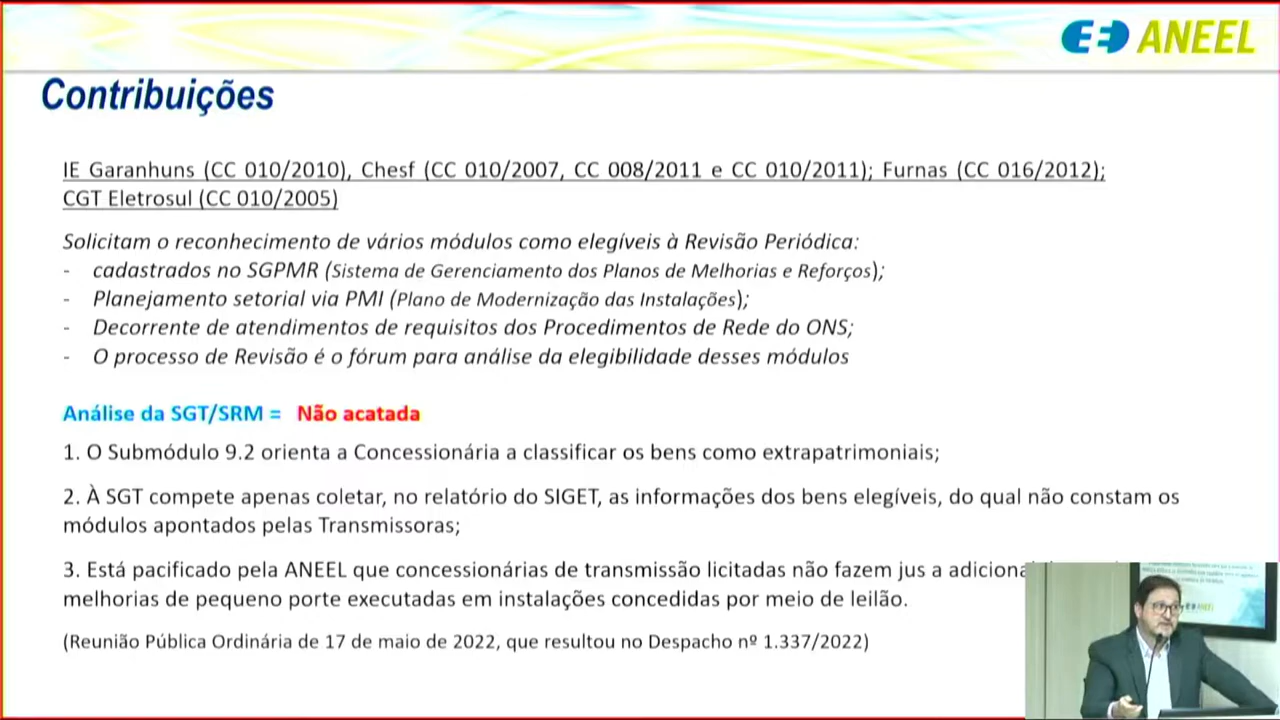 ANEEL
Contribuições
IE Garanhuns (CC 010/2010), Chesf (CC 010/2007, CC 008/2011 e CC 010/2011); Furnas (CC 016/2012);
CGT Eletrosul (CC 010/2005)
Solicitam o reconhecimento de vários módulos como elegíveis à Revisão Periódica:
- cadastrados no SGPMR (Sistema de Gerenciamento dos Planos de Melhorias e Reforços);
- Planejamento setorial via PMI (Plano de Modernização das Instalações);
- Decorrente de atendimentos de requisitos dos Procedimentos de Rede do ONS;
- O processo de Revisão é o fórum para análise da elegibilidade desses módulos
Análise da SGT/SRM = Não acatada
1. O Submódulo 9.2 orienta a Concessionária a classificar os bens como extrapatrimoniais;
2. À SGT compete apenas coletar, no relatório do SIGET, as informações dos bens elegíveis, do qual não constam os
módulos apontados pelas Transmissoras;
3. Está pacificado pela ANEEL que concessionárias de transmissão licitadas não fazem jus a
melhorias de pequeno porte executadas em instalações concedidas por meio de leilão.
(Reunião Pública Ordinária de 17 de maio de 2022, que resultou no Despacho nº 1.337/2022)
ANEEL